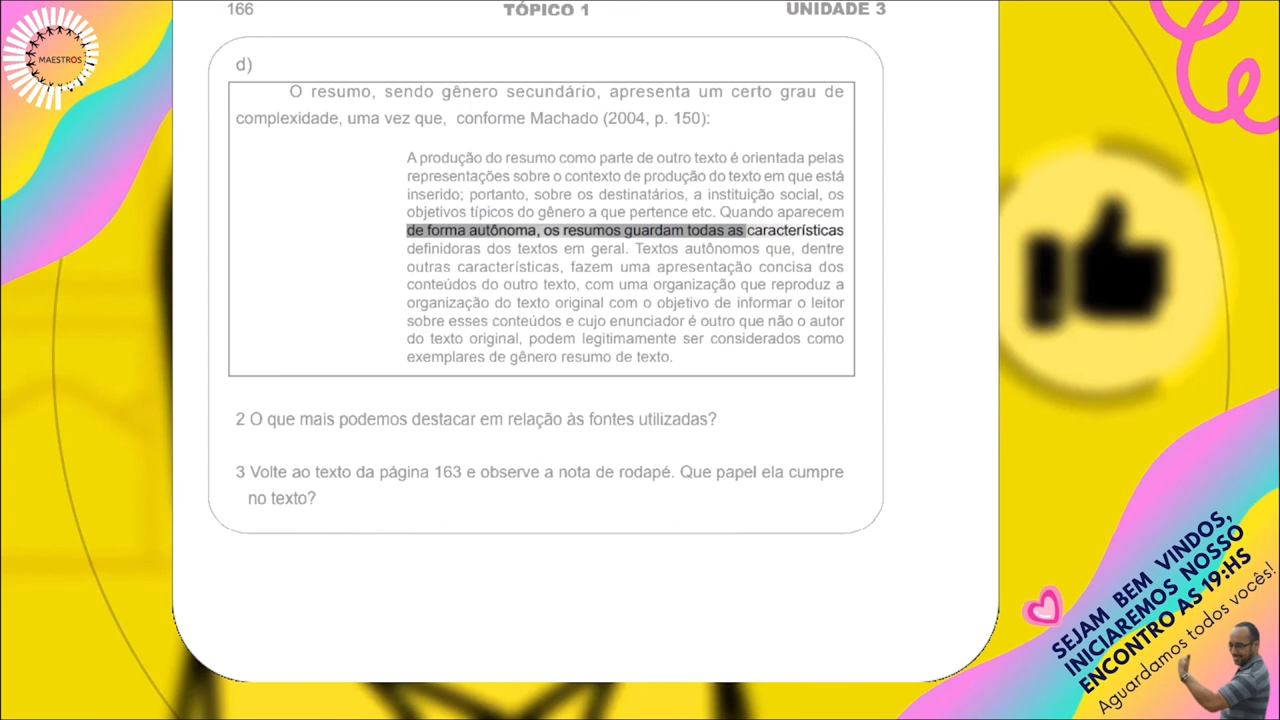 166 TÓPICO 1 UNIDADE 3
MAESTROS
d)
O resumo, sendo gênero secundário, apresenta um certo grau de
complexidade, uma vez que, conforme Machado (2004, p. 150):
A produção do resumo como parte de outro texto é orientada pelas
representações sobre o contexto de produção do texto em que está
inserido; portanto, sobre os destinatários, a instituição social, os
objetivos típicos do gênero a que pertence etc. Quando aparecem
de forma autônoma, os resumos guardam todas as características
definidoras dos textos em geral. Textos autônomos que, dentre
outras características, fazem uma apresentação concisa dos
conteúdos do outro texto, com uma organização que reproduz a
organização do texto original com o objetivo de informar o leitor
sobre esses conteúdos e cujo enunciador é outro que não o autor
do texto original, podem legitimamente ser considerados como
exemplares de gênero resumo de texto.
2 O que mais podemos destacar em relação às fontes utilizadas?
3 Volte ao texto da página 163 e observe a nota de rodapé. Que papel ela cumpre
no texto?
SEJAM BEM VINDOS,
INICIAREMOS NOSSO
ENCONTRO AS 19:HS
Aguardamos todos vocês!